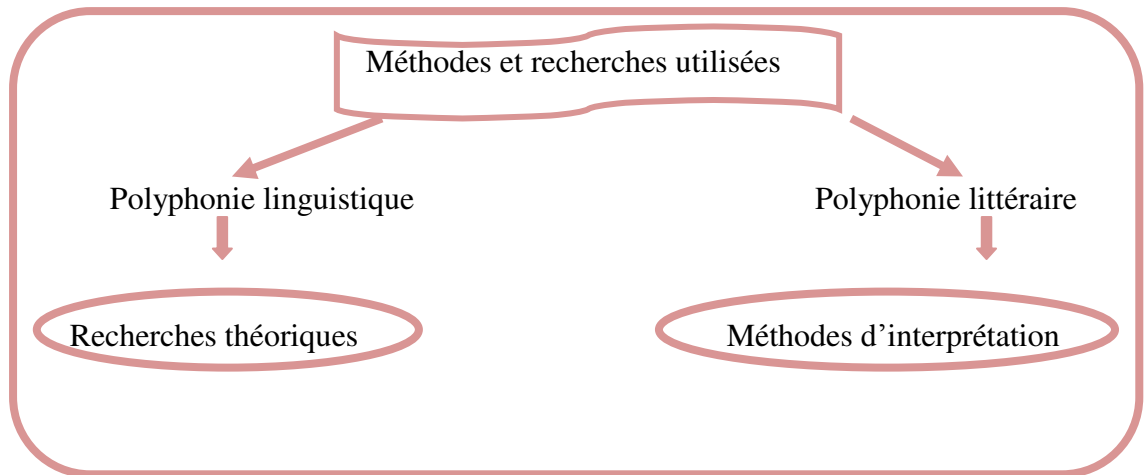 Méthodes et recherches utilisées
Polyphonie linguistique
Polyphonie littéraire
Recherches théoriques
Méthodes d’interprétation